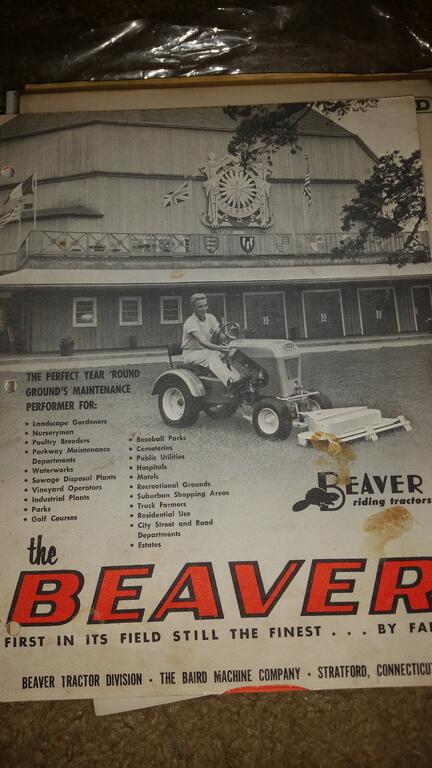 THE PERFECT YEAR 'ROUND
GROUND'S MAINTENANCE
PERFORMER FOR:
• Landscape Gardeners
• Nurserymen
• Poultry Breeders
• Parkway Maintenance
Departments
• Waterworks
• Sewage Disposal Plants
• Vineyard Operators
• Industrial Plants
• Parks
• Golf Courses
• Baseball Parks
• Cemeteries
• Public Utilities
• Hospitals
• Motels
• Recreational Grounds
• Suburban Shopping Areas
• Truck Farmers
• Residential Use
• City Street and Road
Departments
• Estates
BEAVER
riding tractors
the
BEAVER
FIRST IN ITS FIELD STILL THE FINEST . . . BY FA
BEAVER TRACTOR DIVISION • THE BAIRD MACHINE COMPANY • STRATFORD, CONNECTICU